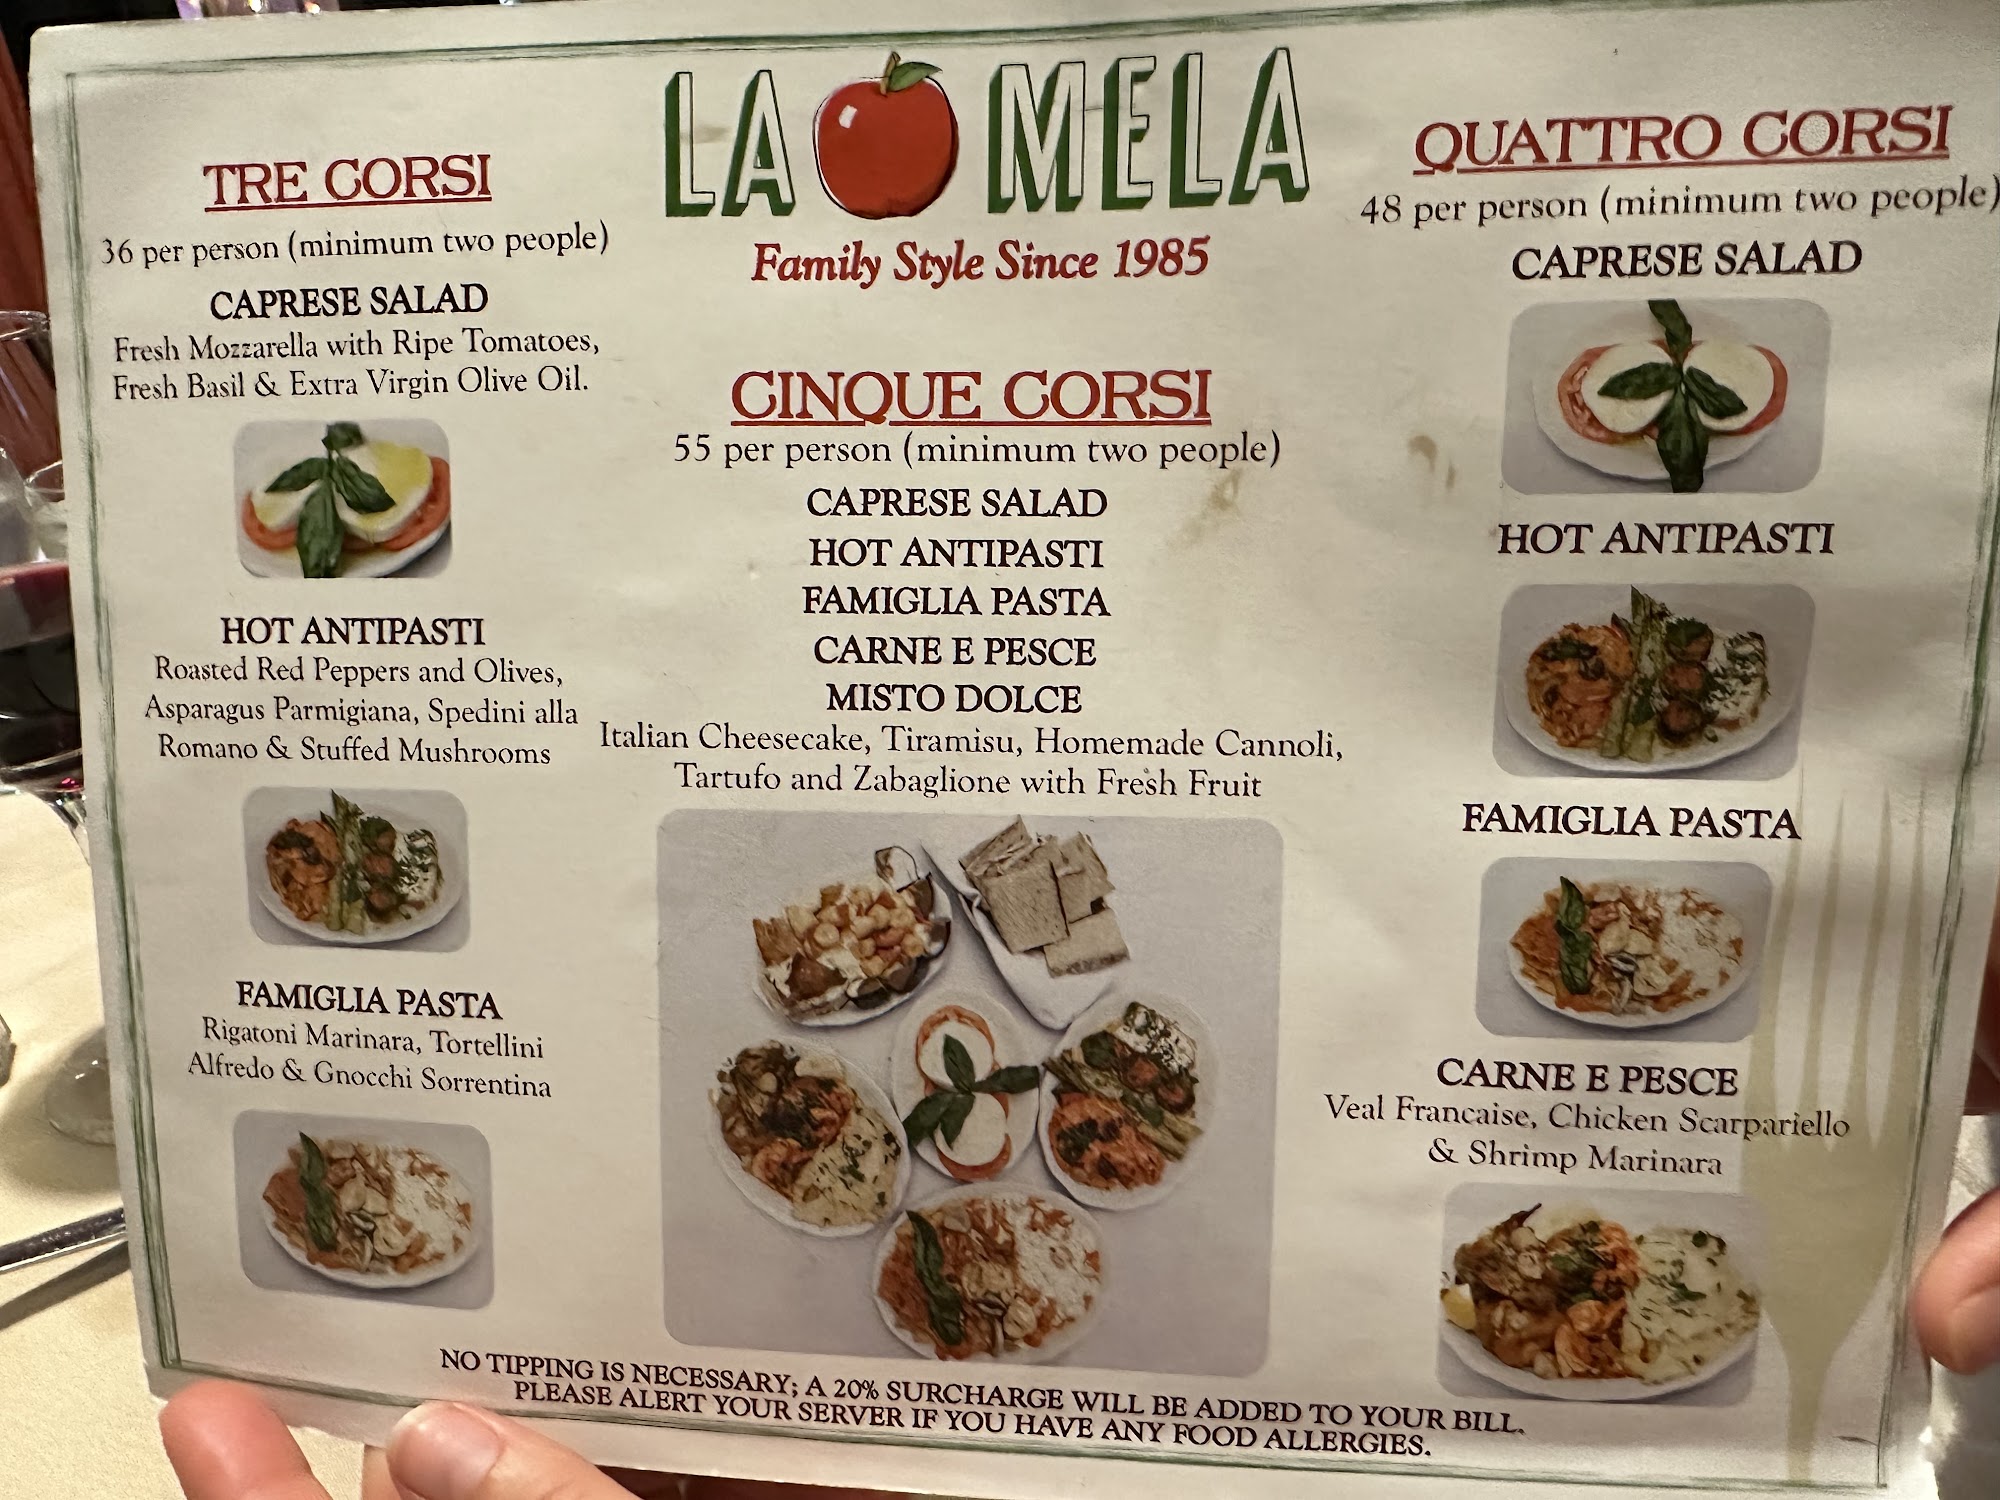 LA MELA
Family Style Since 1985
TRE CORSI
36 per person (minimum two people)
CAPRESE SALAD
Fresh Mozzarella with Ripe Tomatoes,
Fresh Basil & Extra Virgin Olive Oil.
HOT ANTIPASTI
Roasted Red Peppers and Olives,
Asparagus Parmigiana, Spedini alla
Romano & Stuffed Mushrooms
FAMIGLIA PASTA
Rigatoni Marinara, Tortellini
Alfredo & Gnocchi Sorrentina
CINQUE CORSI
55 per person (minimum two people)
CAPRESE SALAD
HOT ANTIPASTI
FAMIGLIA PASTA
CARNE E PESCE
MISTO DOLCE
Italian Cheesecake, Tiramisu, Homemade Cannoli,
Tartufo and Zabaglione with Fresh Fruit
QUATTRO CORSI
48 per person (minimum two people)
CAPRESE SALAD
HOT ANTIPASTI
FAMIGLIA PASTA
CARNE E PESCE
Veal Francaise, Chicken Scarpariello
& Shrimp Marinara
NO TIPPING IS NECESSARY; A 20% SURCHARGE WILL BE ADDED TO YOUR BILL.
PLEASE ALERT YOUR SERVER IF YOU HAVE ANY FOOD ALLERGIES.